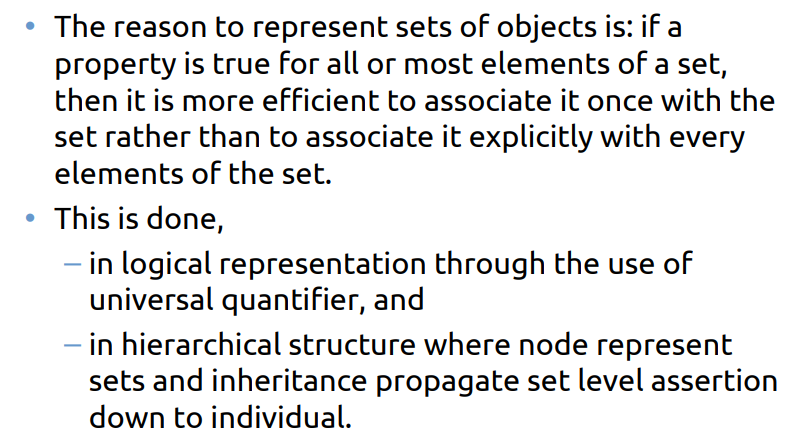 • The reason to represent sets of objects is: if a
property is true for all or most elements of a set,
then it is more efficient to associate it once with the
set rather than to associate it explicitly with every
elements of the set.
• This is done,
– in logical representation through the use of
universal quantifier, and
– in hierarchical structure where node represent
sets and inheritance propagate set level assertion
down to individual.